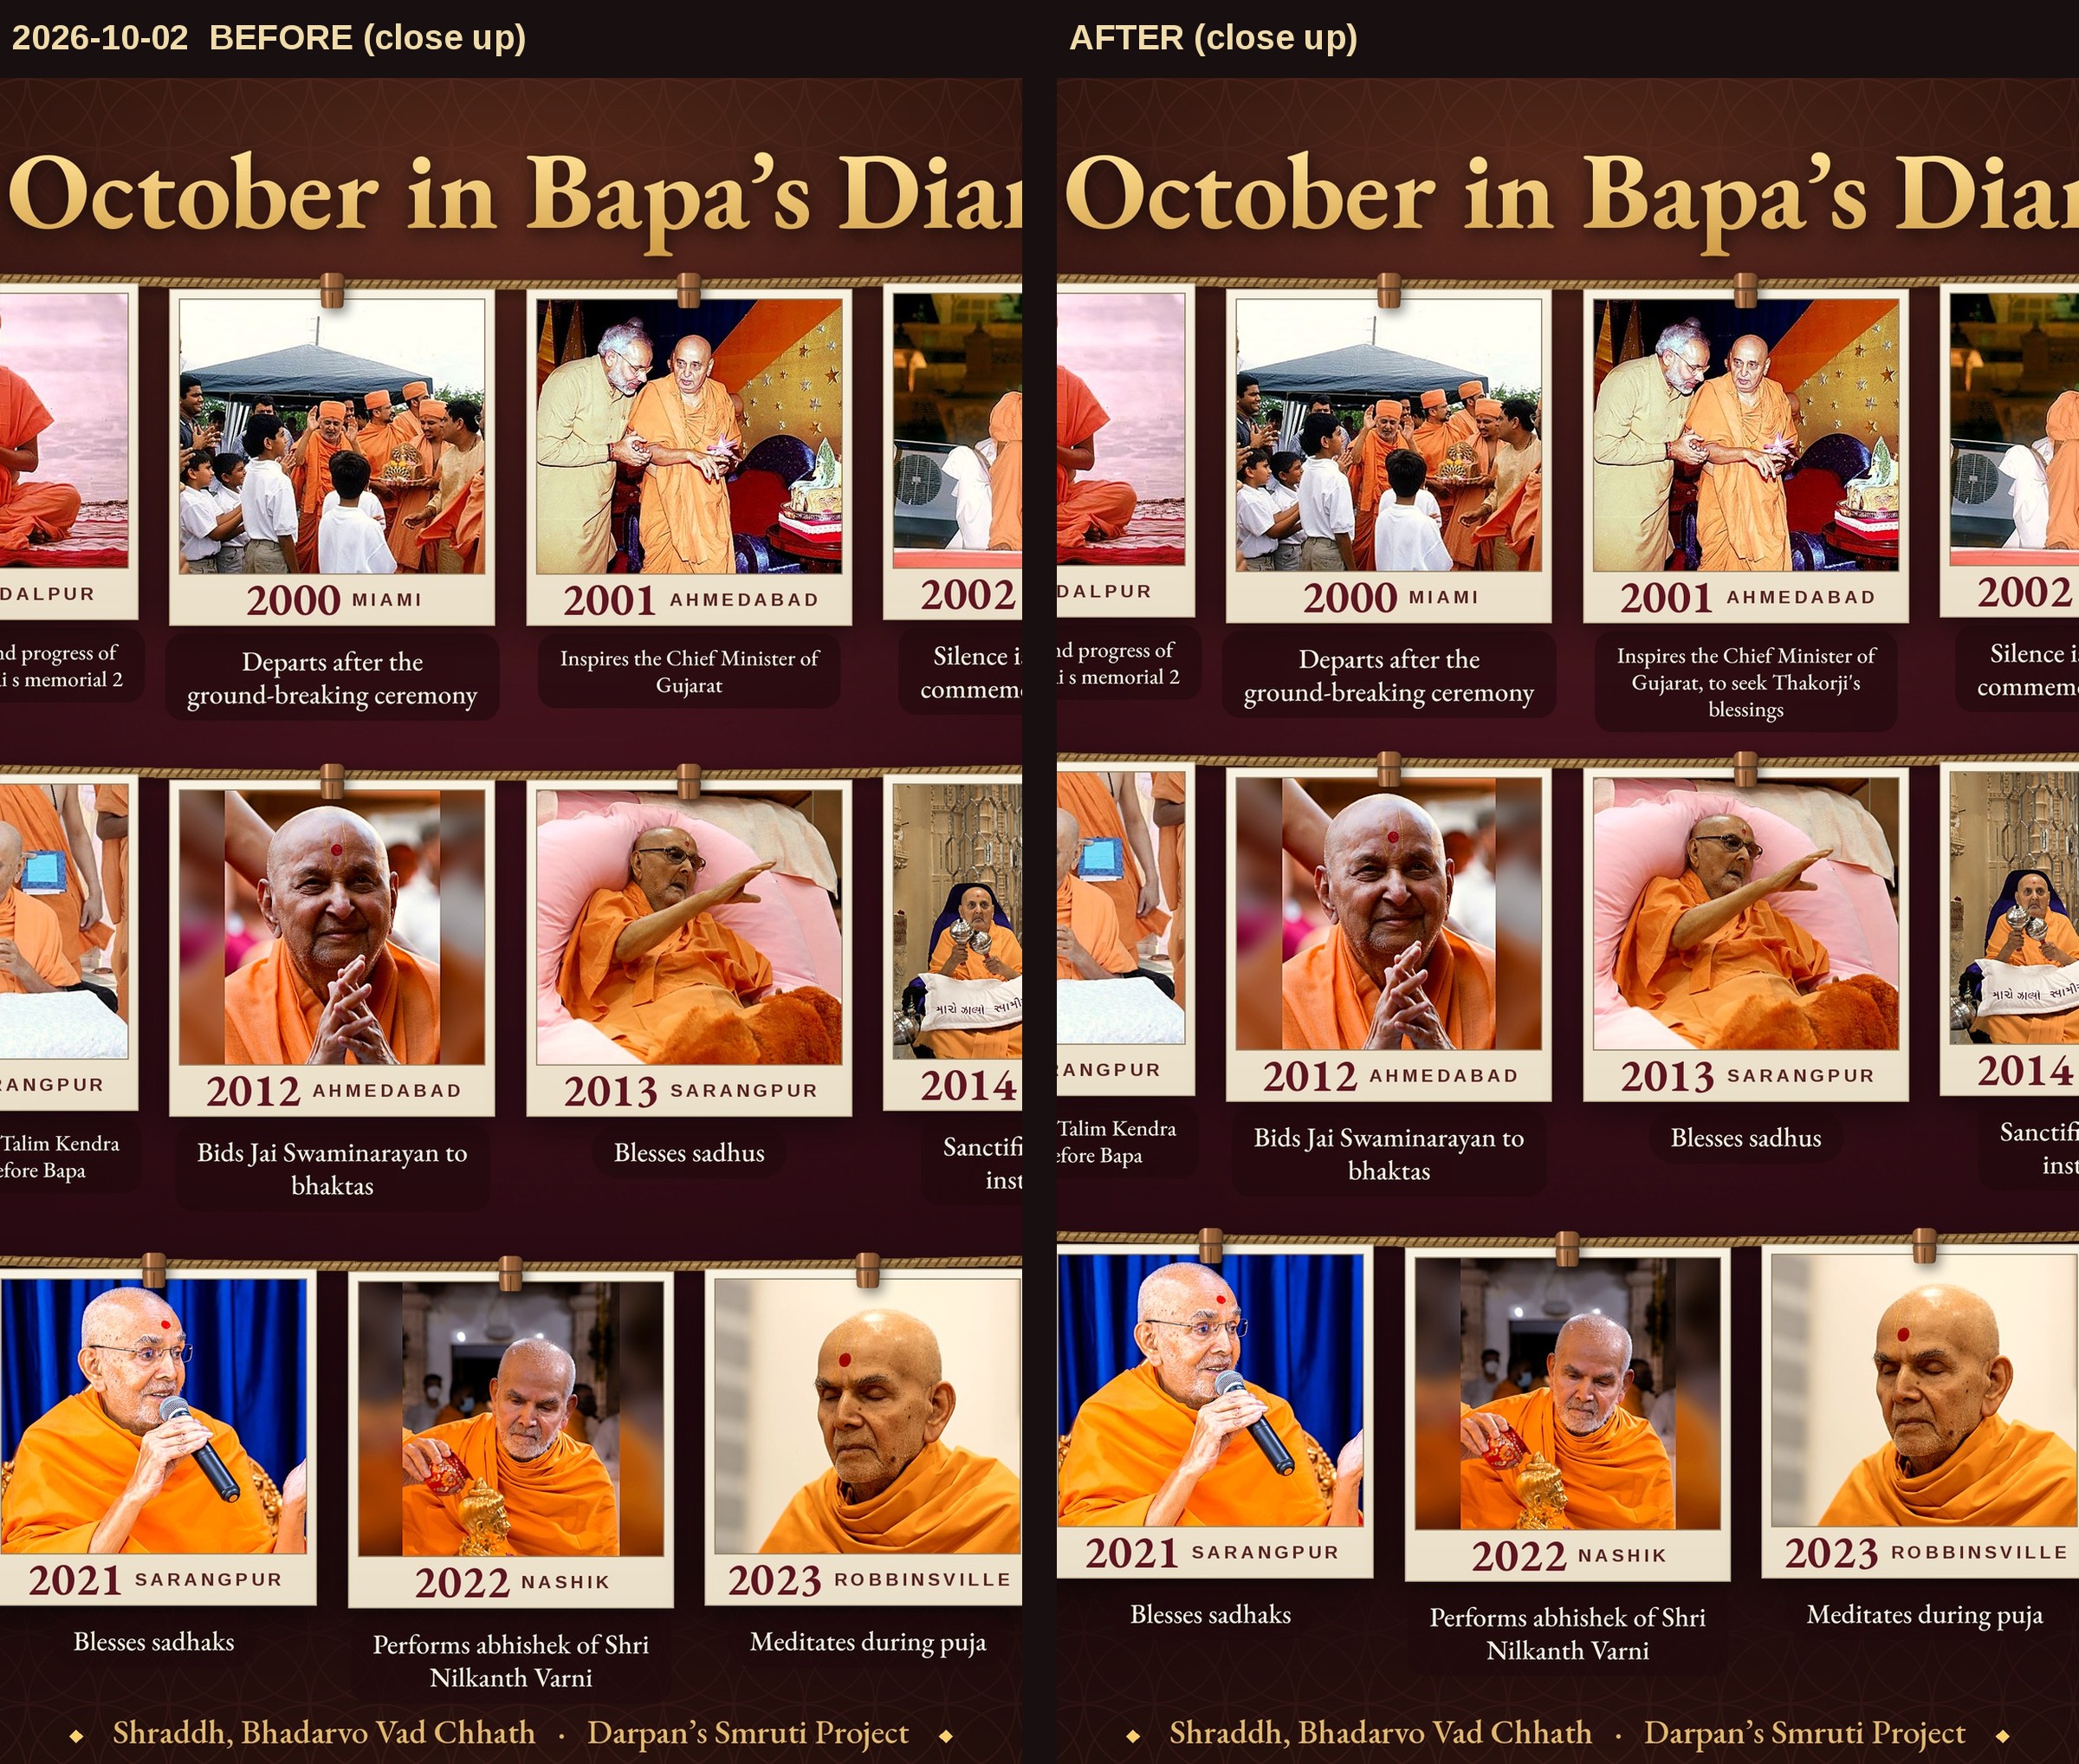 2026-10-02 BEFORE (close up)
October in Bapa’s Diar
DALPUR
2000 MIAMI
2001 AHMEDABAD
2002
nd progress of
i s memorial 2
Departs after the
ground-breaking ceremony
Inspires the Chief Minister of
Gujarat
Silence i
commem
RANGPUR
2012 AHMEDABAD
2013 SARANGPUR
2014
Talim Kendra
efore Bapa
Bids Jai Swaminarayan to
bhaktas
Blesses sadhus
Sanctifi
inst
2021 SARANGPUR
2022 NASHIK
2023 ROBBINSVILLE
Blesses sadhaks
Performs abhishek of Shri
Nilkanth Varni
Meditates during puja
Shraddh, Bhadarvo Vad Chhath · Darpan’s Smruti Project
AFTER (close up)
October in Bapa’s Diar
DALPUR
2000 MIAMI
2001 AHMEDABAD
2002
nd progress of
i s memorial 2
Departs after the
ground-breaking ceremony
Inspires the Chief Minister of
Gujarat, to seek Thakorji's
blessings
Silence i
commem
RANGPUR
2012 AHMEDABAD
2013 SARANGPUR
2014
Talim Kendra
efore Bapa
Bids Jai Swaminarayan to
bhaktas
Blesses sadhus
Sanctifi
inst
2021 SARANGPUR
2022 NASHIK
2023 ROBBINSVILLE
Blesses sadhaks
Performs abhishek of Shri
Nilkanth Varni
Meditates during puja
Shraddh, Bhadarvo Vad Chhath · Darpan’s Smruti Project